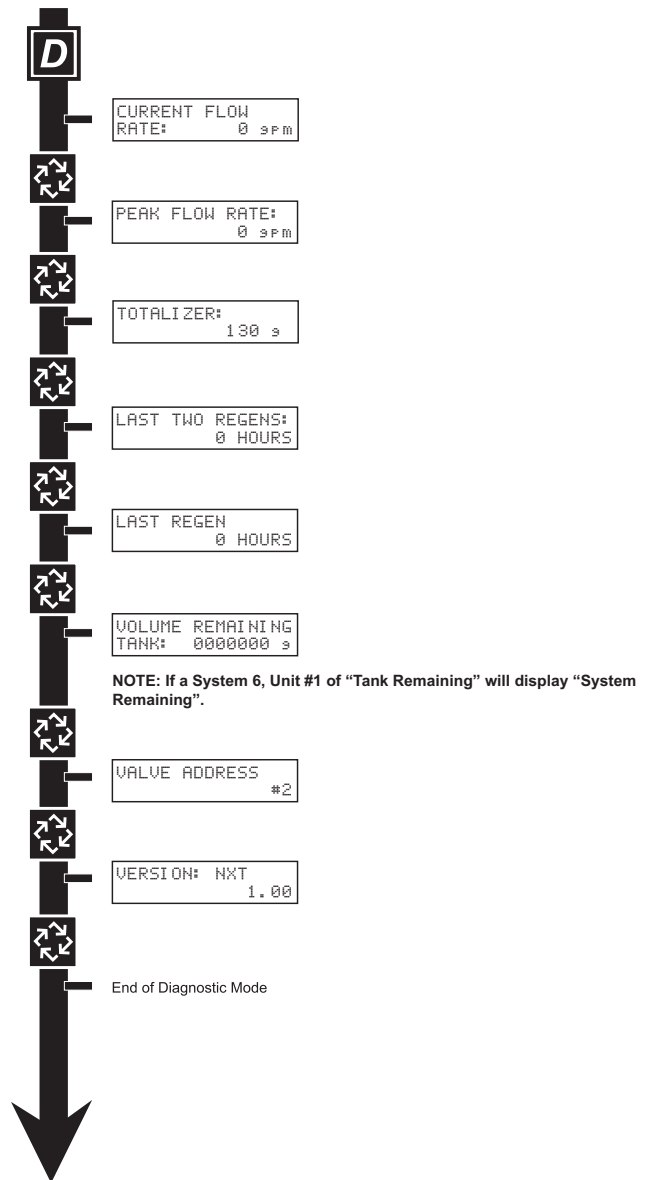 D
CURRENT FLOW
RATE: 0 gpm
PEAK FLOW RATE:
0 gpm
TOTALIZER:
130 g
LAST TWO REGENS:
0 HOURS
LAST REGEN
0 HOURS
VOLUME REMAINING
TANK: 0000000 g
NOTE: If a System 6, Unit #1 of “Tank Remaining” will display “System
Remaining”.
VALVE ADDRESS
#2
VERSION: NXT
1.00
End of Diagnostic Mode